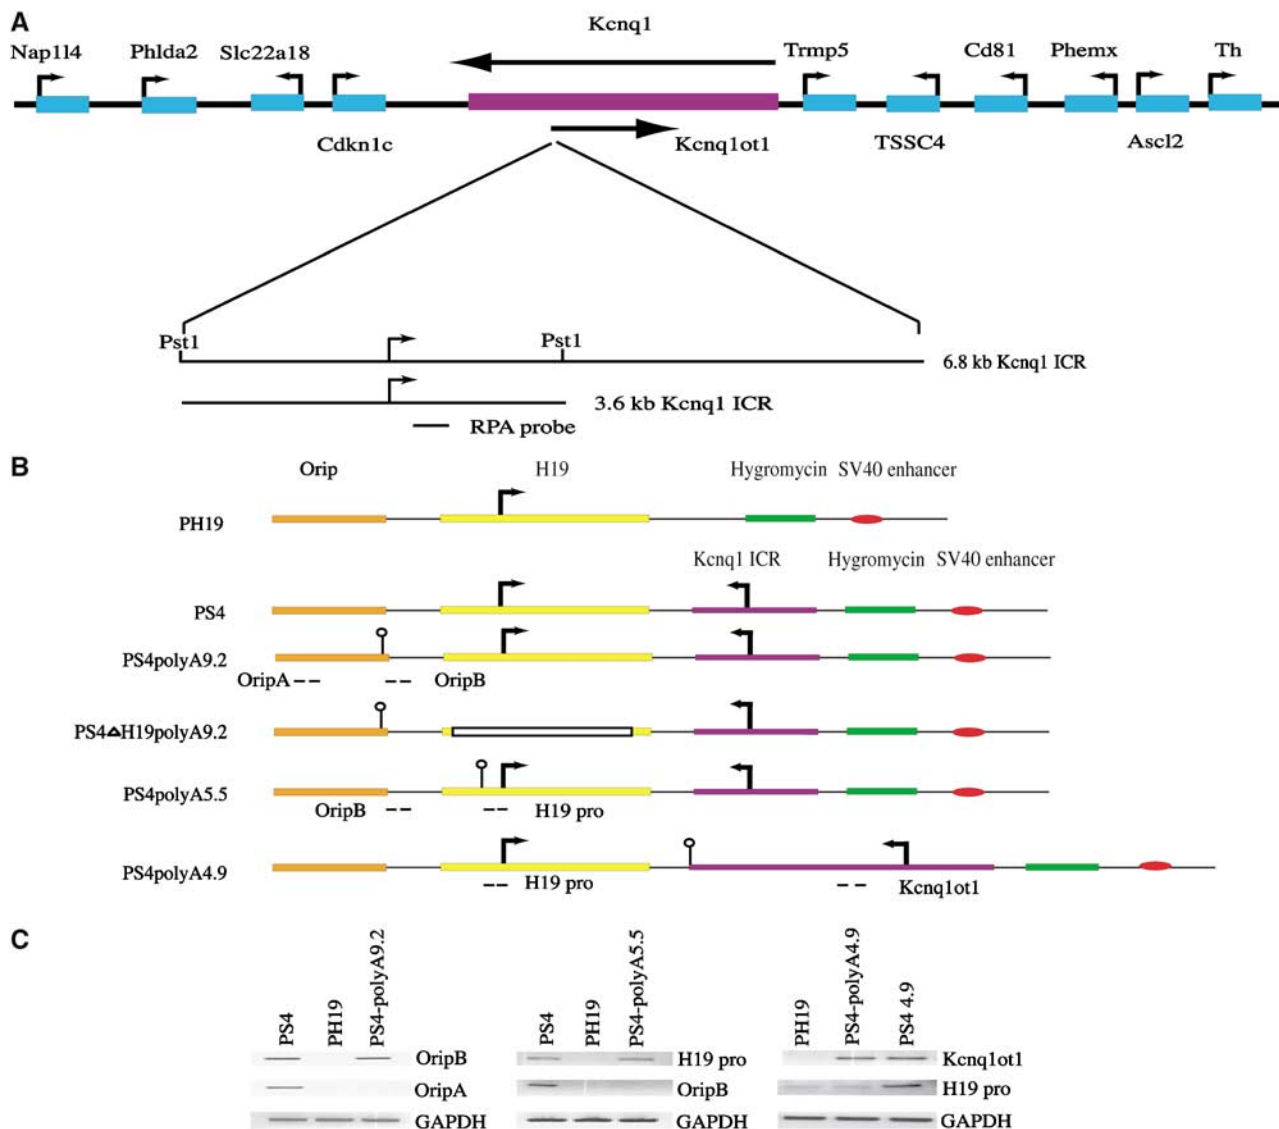 A
Kcnq1
Nap1l4 Phlda2 Slc22a18 Trmp5 Cd81 Phemx Th
Cdkn1c Kcnq1ot1 TSSC4 Ascl2
Pst1 Pst1
6.8 kb Kcnq1 ICR
3.6 kb Kcnq1 ICR
RPA probe
B
Orip H19 Hygromycin SV40 enhancer
PH19
Kcnq1 ICR Hygromycin SV40 enhancer
PS4
PS4polyA9.2
OripA OripB
PS4△H19polyA9.2
PS4polyA5.5
OripB H19 pro
PS4polyA4.9
H19 pro Kcnq1ot1
C
PS4 PH19 PS4-polyA9.2 PS4 PH19 PS4-polyA5.5 PH19 PS4-polyA4.9 PS4 4.9
OripB H19 pro Kcnq1ot1
OripA OripB H19 pro
GAPDH GAPDH GAPDH